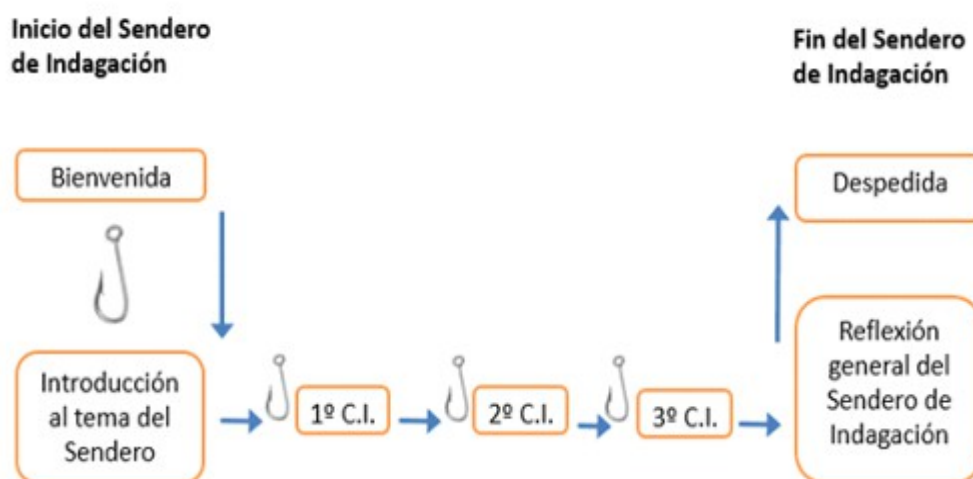 Inicio del Sendero
de Indagación
Fin del Sendero
de Indagación
Bienvenida
Despedida
Introducción
al tema del
Sendero
1º C.I.
2º C.I.
3º C.I.
Reflexión
general del
Sendero de
Indagación